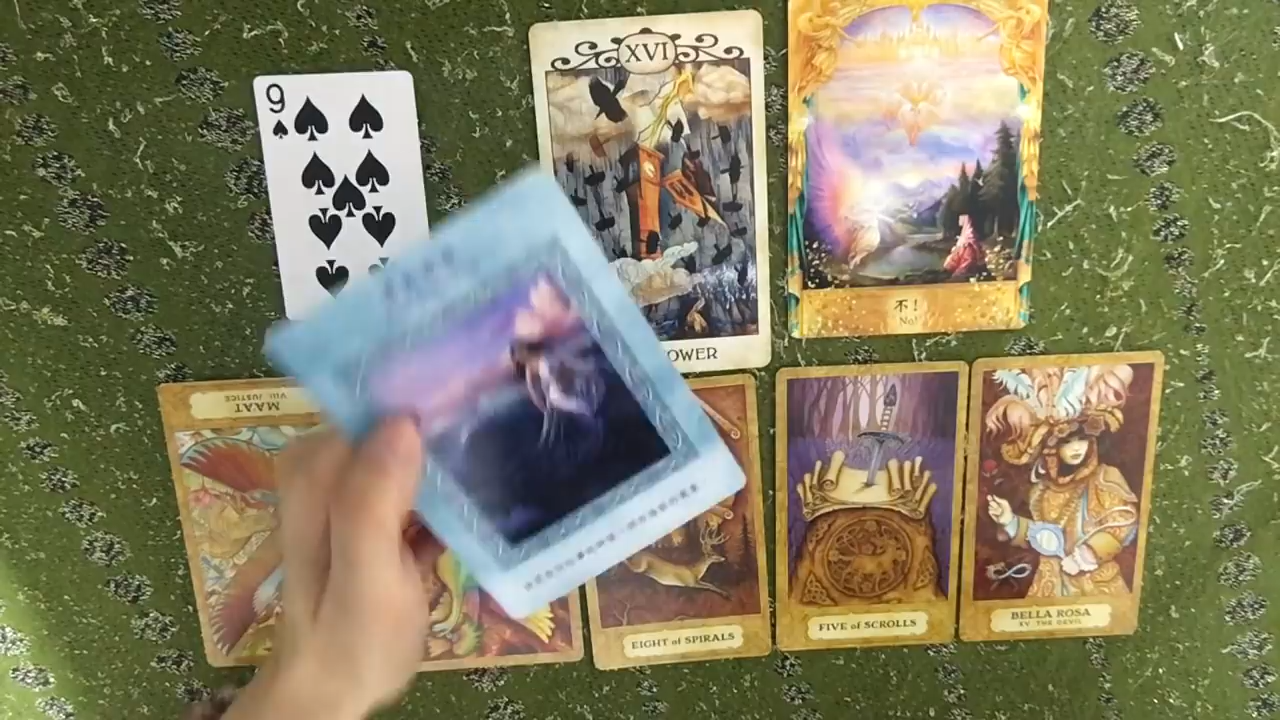 9
XVI
OWER
不!
No!
MAAT
VIII JUSTICE
EIGHT of SPIRALS
FIVE of SCROLLS
BELLA ROSA
XV THE DEVIL